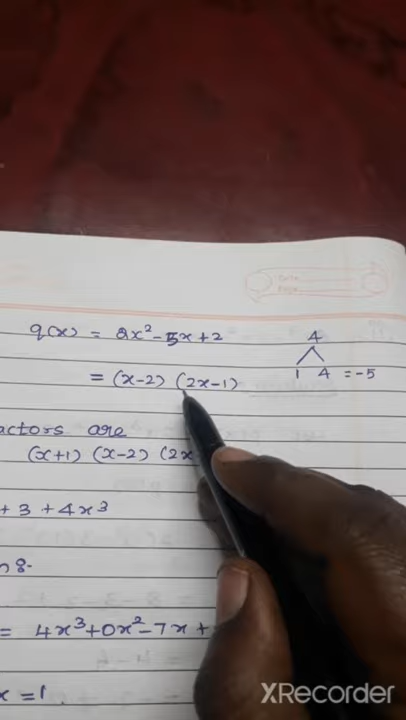 q(x) = 2x² - 5x + 2
4
1 4 = -5
= (x-2) (2x-1)
actors are
(x+1) (x-2) (2x
+ 3 + 4x³
= 4x³ + 0x² - 7x +
x = 1
XRecorder